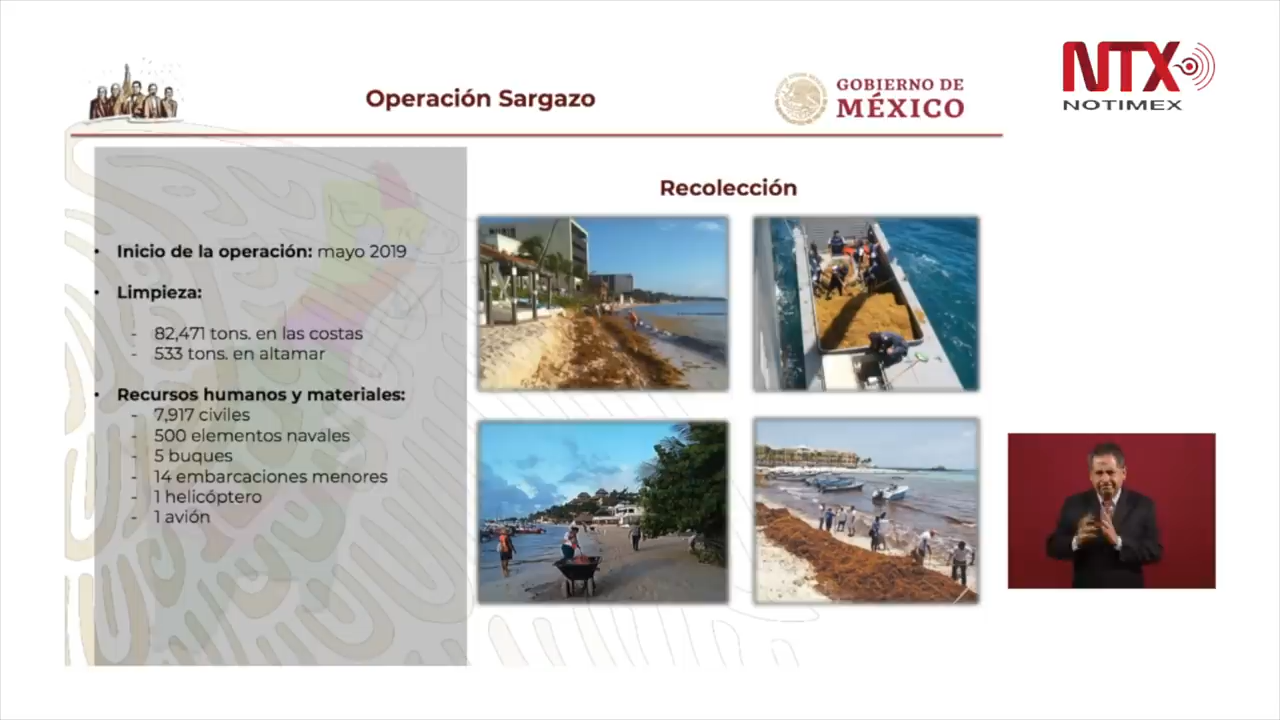 Operación Sargazo
GOBIERNO DE
MÉXICO
NTX
NOTIMEX
Recolección
• Inicio de la operación: mayo 2019
• Limpieza:
- 82,471 tons. en las costas
- 533 tons. en altamar
• Recursos humanos y materiales:
- 7,917 civiles
- 500 elementos navales
- 5 buques
- 14 embarcaciones menores
- 1 helicóptero
- 1 avión